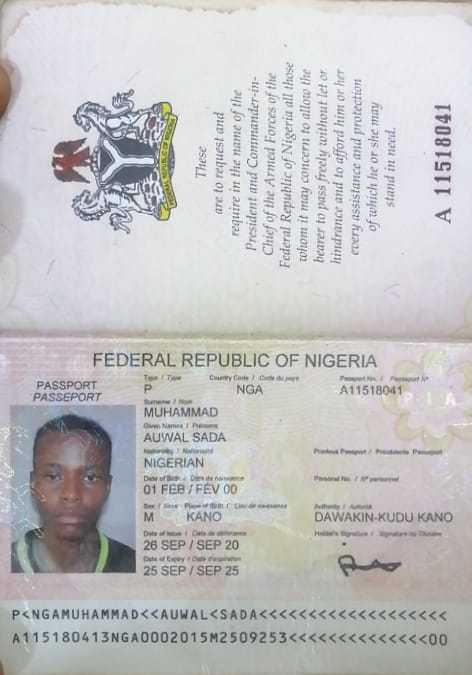 FEDERAL REPUBLIC OF NIGERIA
These
are to request and
require in the name of the
President and Commander-in-
Chief of the Armed Forces of the
Federal Republic of Nigeria all those
whom it may concern to allow the
bearer to pass freely without let or
hindrance and to afford him or her
every assistance and protection
of which he or she may
stand in need.
A 11518041
FEDERAL REPUBLIC OF NIGERIA
PASSPORT
PASSEPORT
Type / Type Country Code / Code du pays Passport No. / Passeport N°
P NGA A11518041
Surname / Nom
MUHAMMAD
Given Names / Prénoms
AUWAL SADA
Nationality / Nationalité Previous Passport / Précédente Passeport
NIGERIAN
Date of Birth / Date de naissance Personal No. / N° personnel
01 FEB / FÉV 00
Sex / Sexe Place of Birth / Lieu de naissance Authority / Autorité
M KANO DAWAKIN-KUDU KANO
Date of Issue / Date de délivrance Holder's Signature / Signature du Titulaire
26 SEP / SEP 20
Date of Expiry / Date d'expiration
25 SEP / SEP 25
P<NGAMUHAMMAD<<AUWAL<SADA<<<<<<<<<<<<<<<<<<<
A115180413NGA0002015M2509253<<<<<<<<<<<<<<00